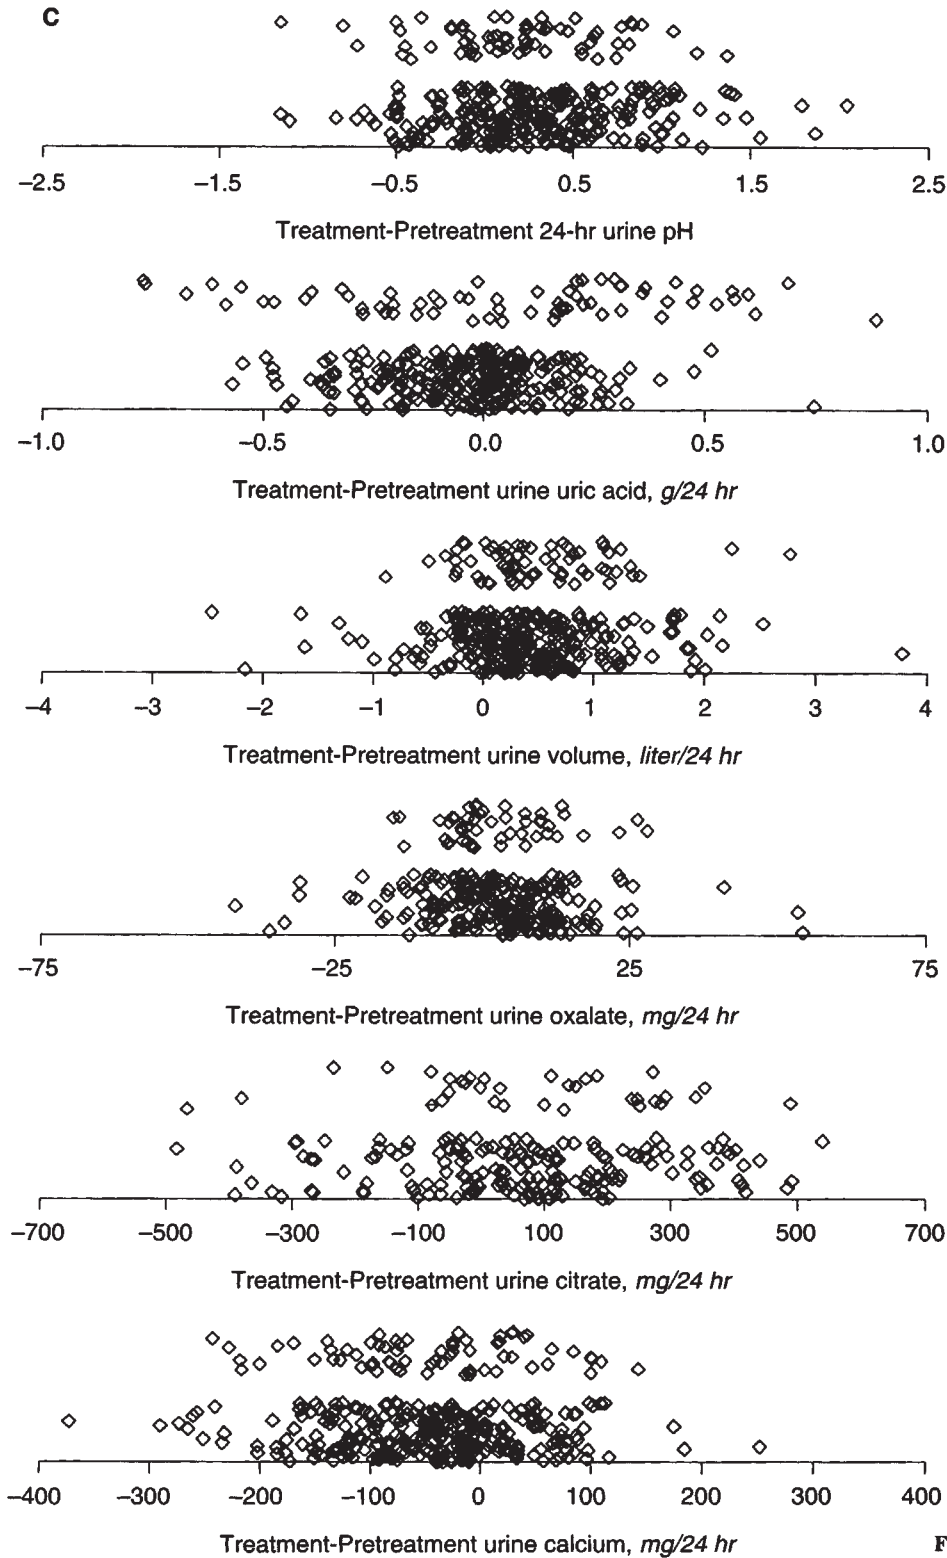 C
−2.5 −1.5 −0.5 0.5 1.5 2.5
Treatment-Pretreatment 24-hr urine pH
−1.0 −0.5 0.0 0.5 1.0
Treatment-Pretreatment urine uric acid, g/24 hr
−4 −3 −2 −1 0 1 2 3 4
Treatment-Pretreatment urine volume, liter/24 hr
−75 −25 25 75
Treatment-Pretreatment urine oxalate, mg/24 hr
−700 −500 −300 −100 100 300 500 700
Treatment-Pretreatment urine citrate, mg/24 hr
−400 −300 −200 −100 0 100 200 300 400
Treatment-Pretreatment urine calcium, mg/24 hr
F